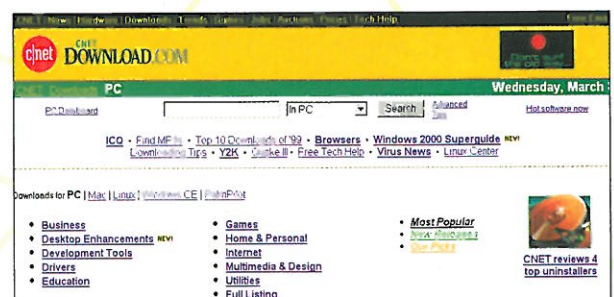 CNET | News | Hardware | Downloads | Trends | Games | Jobs | Auctions | Prices | Tech Help
c|net CNET DOWNLOAD.COM
CNET Downloads PC Wednesday, March
In PC Search Advanced
Tips Hot software now
ICQ • Find MP3s • Top 10 Downloads of '99 • Browsers • Windows 2000 Superguide NEW!
Downloading Tips • Y2K • Quake III • Free Tech Help • Virus News • Linux Center
Downloads for PC | Mac | Linux | Windows CE | PalmPilot
• Business
• Desktop Enhancements NEW!
• Development Tools
• Drivers
• Education
• Games
• Home & Personal
• Internet
• Multimedia & Design
• Utilities
• Full Listing
• Most Popular
• New Releases
• Our Picks
CNET reviews 4
top uninstallers